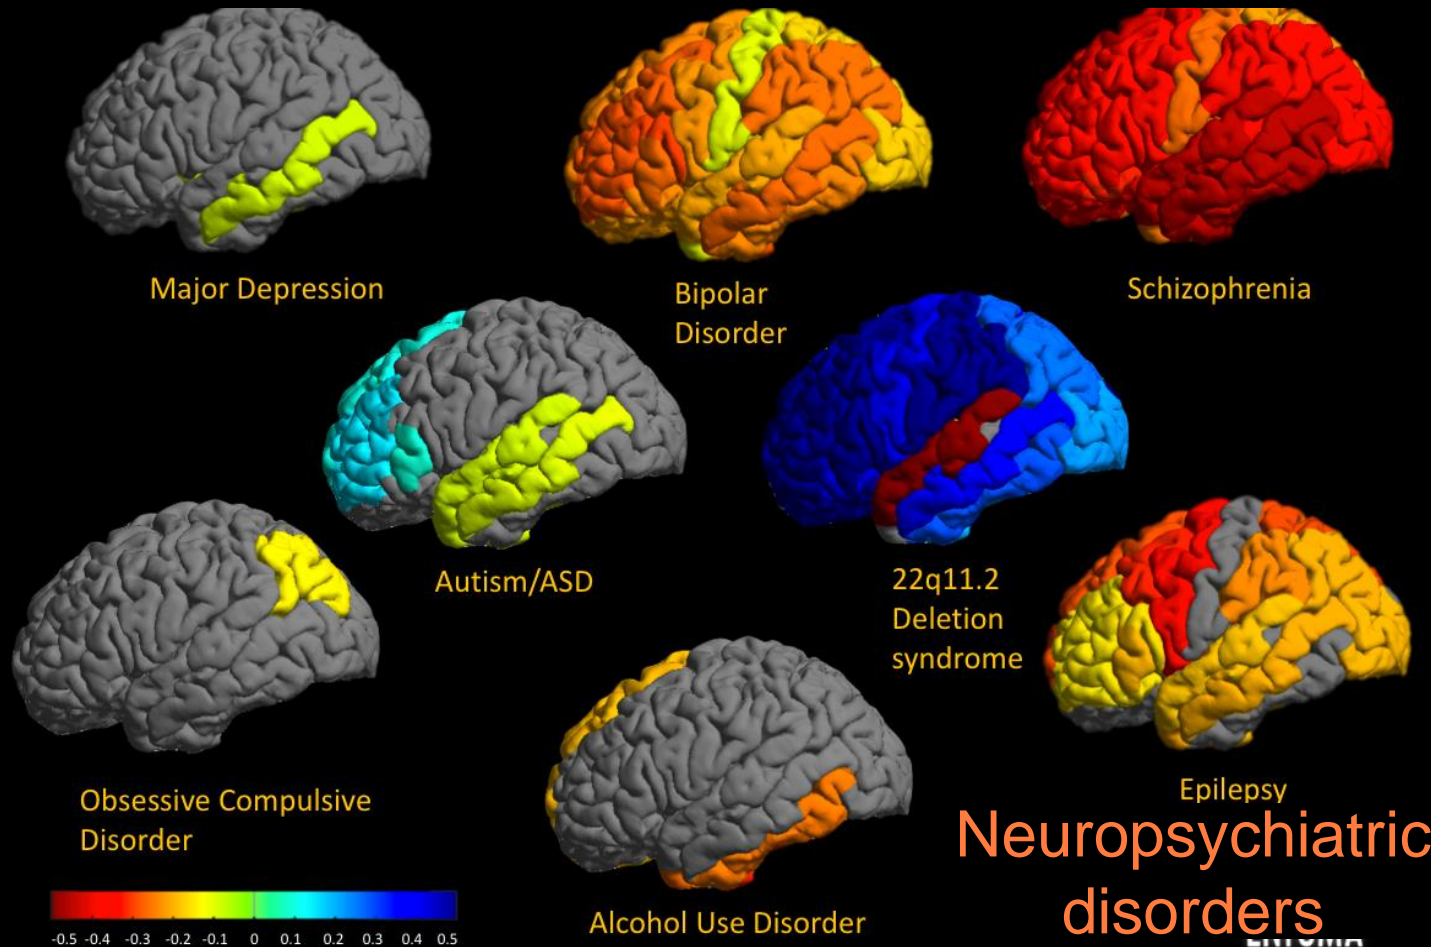 Major Depression
Bipolar
Disorder
Schizophrenia
Autism/ASD
22q11.2
Deletion
syndrome
Obsessive Compulsive
Disorder
Epilepsy
Neuropsychiatric
disorders
Alcohol Use Disorder
-0.5 -0.4 -0.3 -0.2 -0.1 0 0.1 0.2 0.3 0.4 0.5